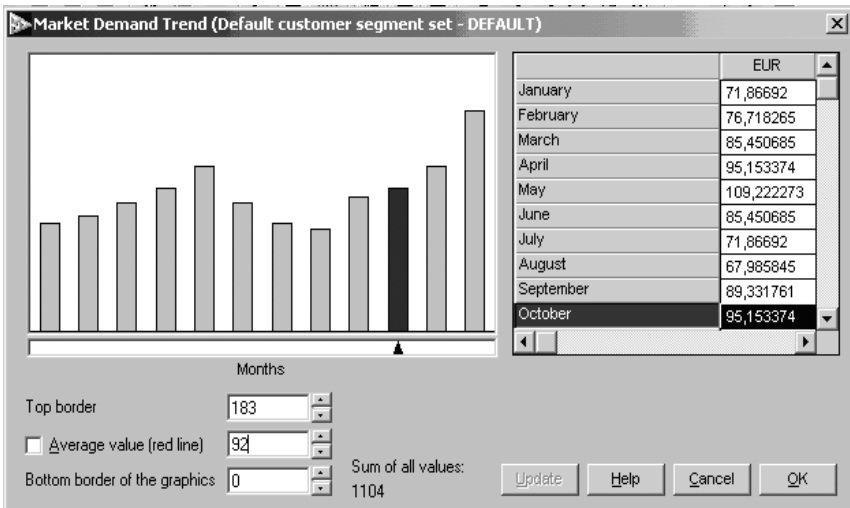 Market Demand Trend (Default customer segment set - DEFAULT)
EUR
January 71,86692
February 76,718265
March 85,450685
April 95,153374
May 109,222273
June 85,450685
July 71,86692
August 67,985845
September 89,331761
October 95,153374
Months
Top border 183
Average value (red line) 92
Bottom border of the graphics 0
Sum of all values:
1104
Update Help Cancel OK